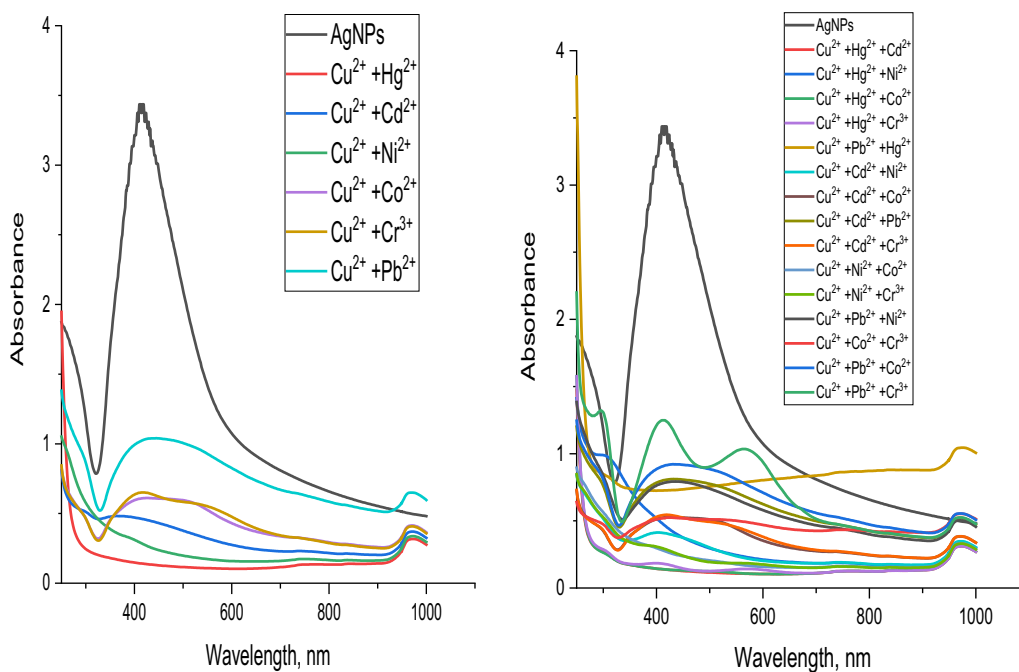 4
3
2
1
0
Absorbance
400
600
800
1000
Wavelength, nm
AgNPs
Cu²⁺ +Hg²⁺
Cu²⁺ +Cd²⁺
Cu²⁺ +Ni²⁺
Cu²⁺ +Co²⁺
Cu²⁺ +Cr³⁺
Cu²⁺ +Pb²⁺
4
3
2
1
0
Absorbance
400
600
800
1000
Wavelength, nm
AgNPs
Cu²⁺ +Hg²⁺ +Cd²⁺
Cu²⁺ +Hg²⁺ +Ni²⁺
Cu²⁺ +Hg²⁺ +Co²⁺
Cu²⁺ +Hg²⁺ +Cr³⁺
Cu²⁺ +Pb²⁺ +Hg²⁺
Cu²⁺ +Cd²⁺ +Ni²⁺
Cu²⁺ +Cd²⁺ +Co²⁺
Cu²⁺ +Cd²⁺ +Pb²⁺
Cu²⁺ +Cd²⁺ +Cr³⁺
Cu²⁺ +Ni²⁺ +Co²⁺
Cu²⁺ +Ni²⁺ +Cr³⁺
Cu²⁺ +Pb²⁺ +Ni²⁺
Cu²⁺ +Co²⁺ +Cr³⁺
Cu²⁺ +Pb²⁺ +Co²⁺
Cu²⁺ +Pb²⁺ +Cr³⁺